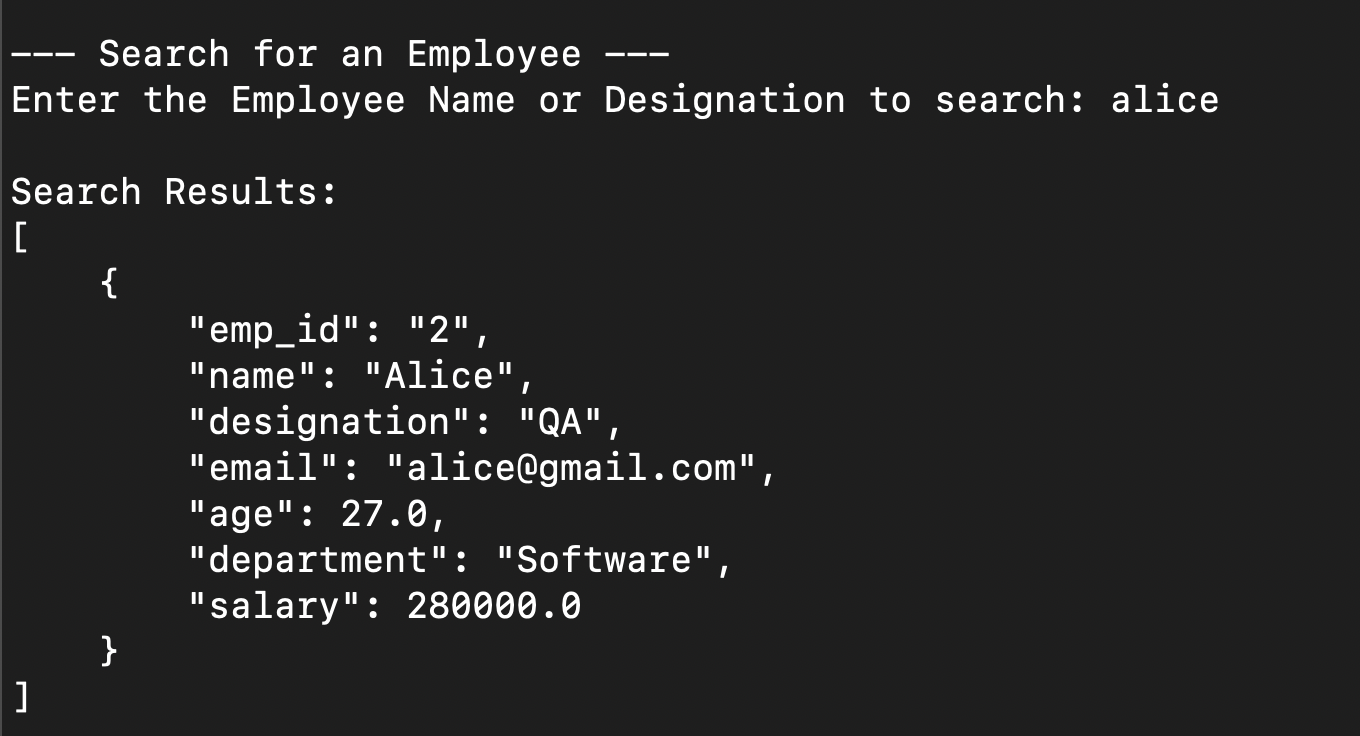 --- Search for an Employee ---
Enter the Employee Name or Designation to search: alice

Search Results:
[
    {
        "emp_id": "2",
        "name": "Alice",
        "designation": "QA",
        "email": "alice@gmail.com",
        "age": 27.0,
        "department": "Software",
        "salary": 280000.0
    }
]